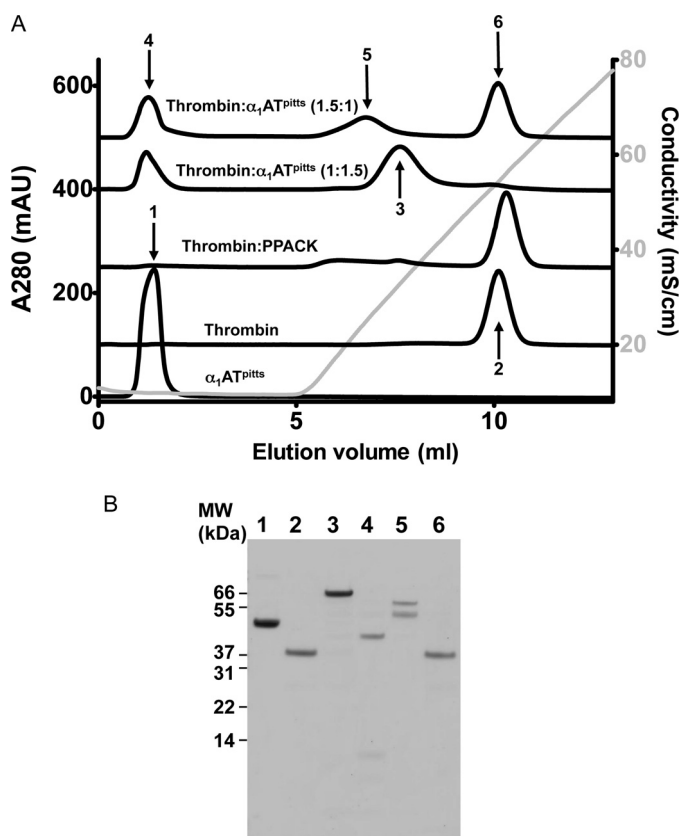 A
4
5
6
80
600
Thrombin:α₁ATᵖⁱᵗᵗˢ (1.5:1)
60
Thrombin:α₁ATᵖⁱᵗᵗˢ (1:1.5)
400
1
3
Thrombin:PPACK
40
200
Thrombin
20
2
α₁ATᵖⁱᵗᵗˢ
0
0
5
10
A280 (mAU)
Conductivity (mS/cm)
Elution volume (ml)
B
MW (kDa)
1 2 3 4 5 6
66
55
37
31
22
14